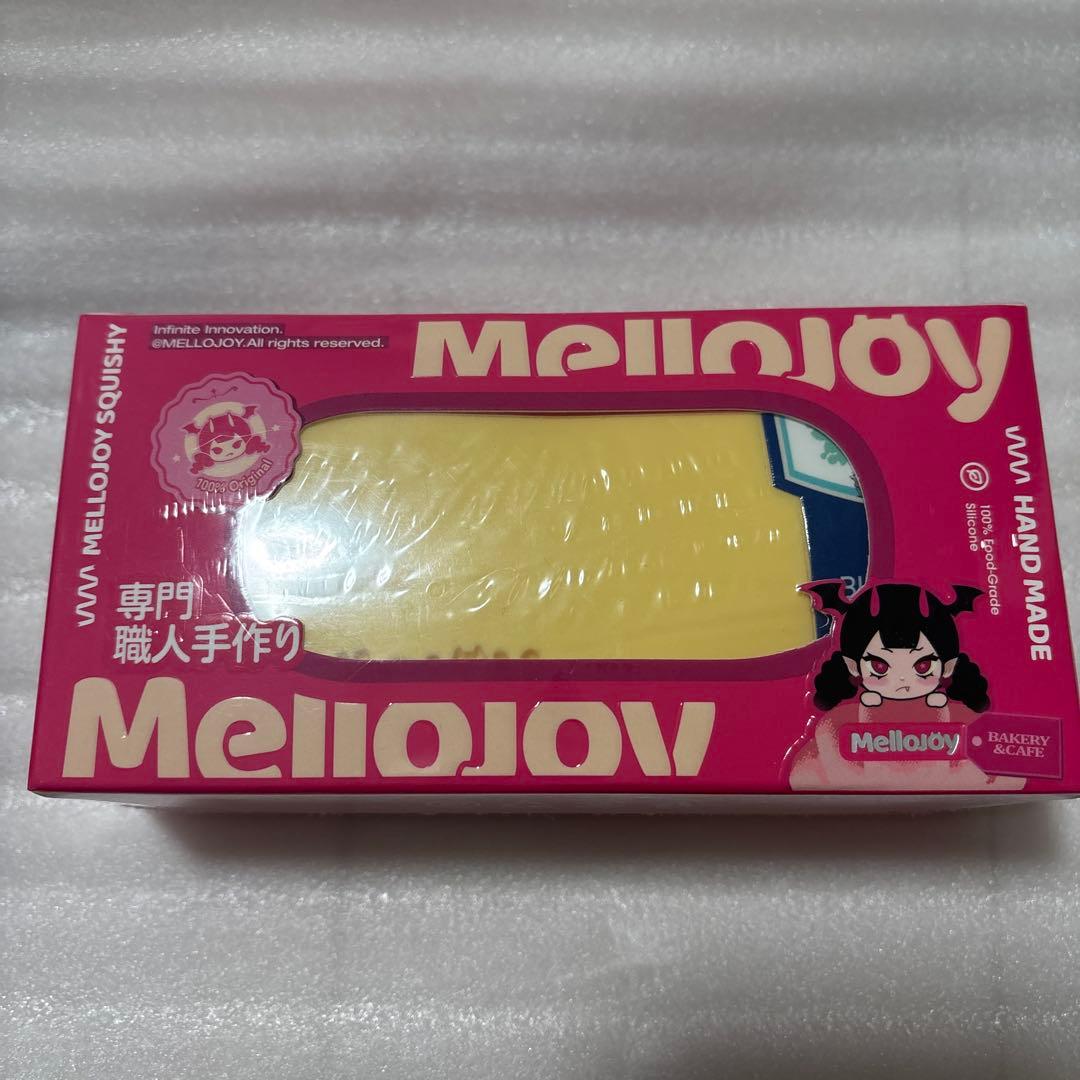 Infinite Innovation.
©MELLOJOY.All rights reserved.
Mellojoy
MELLOJOY SQUISHY
100% Original
HAND MADE
100% Food-Grade
Silicone
専門
職人手作り
Mellojoy
Mellojoy
BAKERY
&CAFE